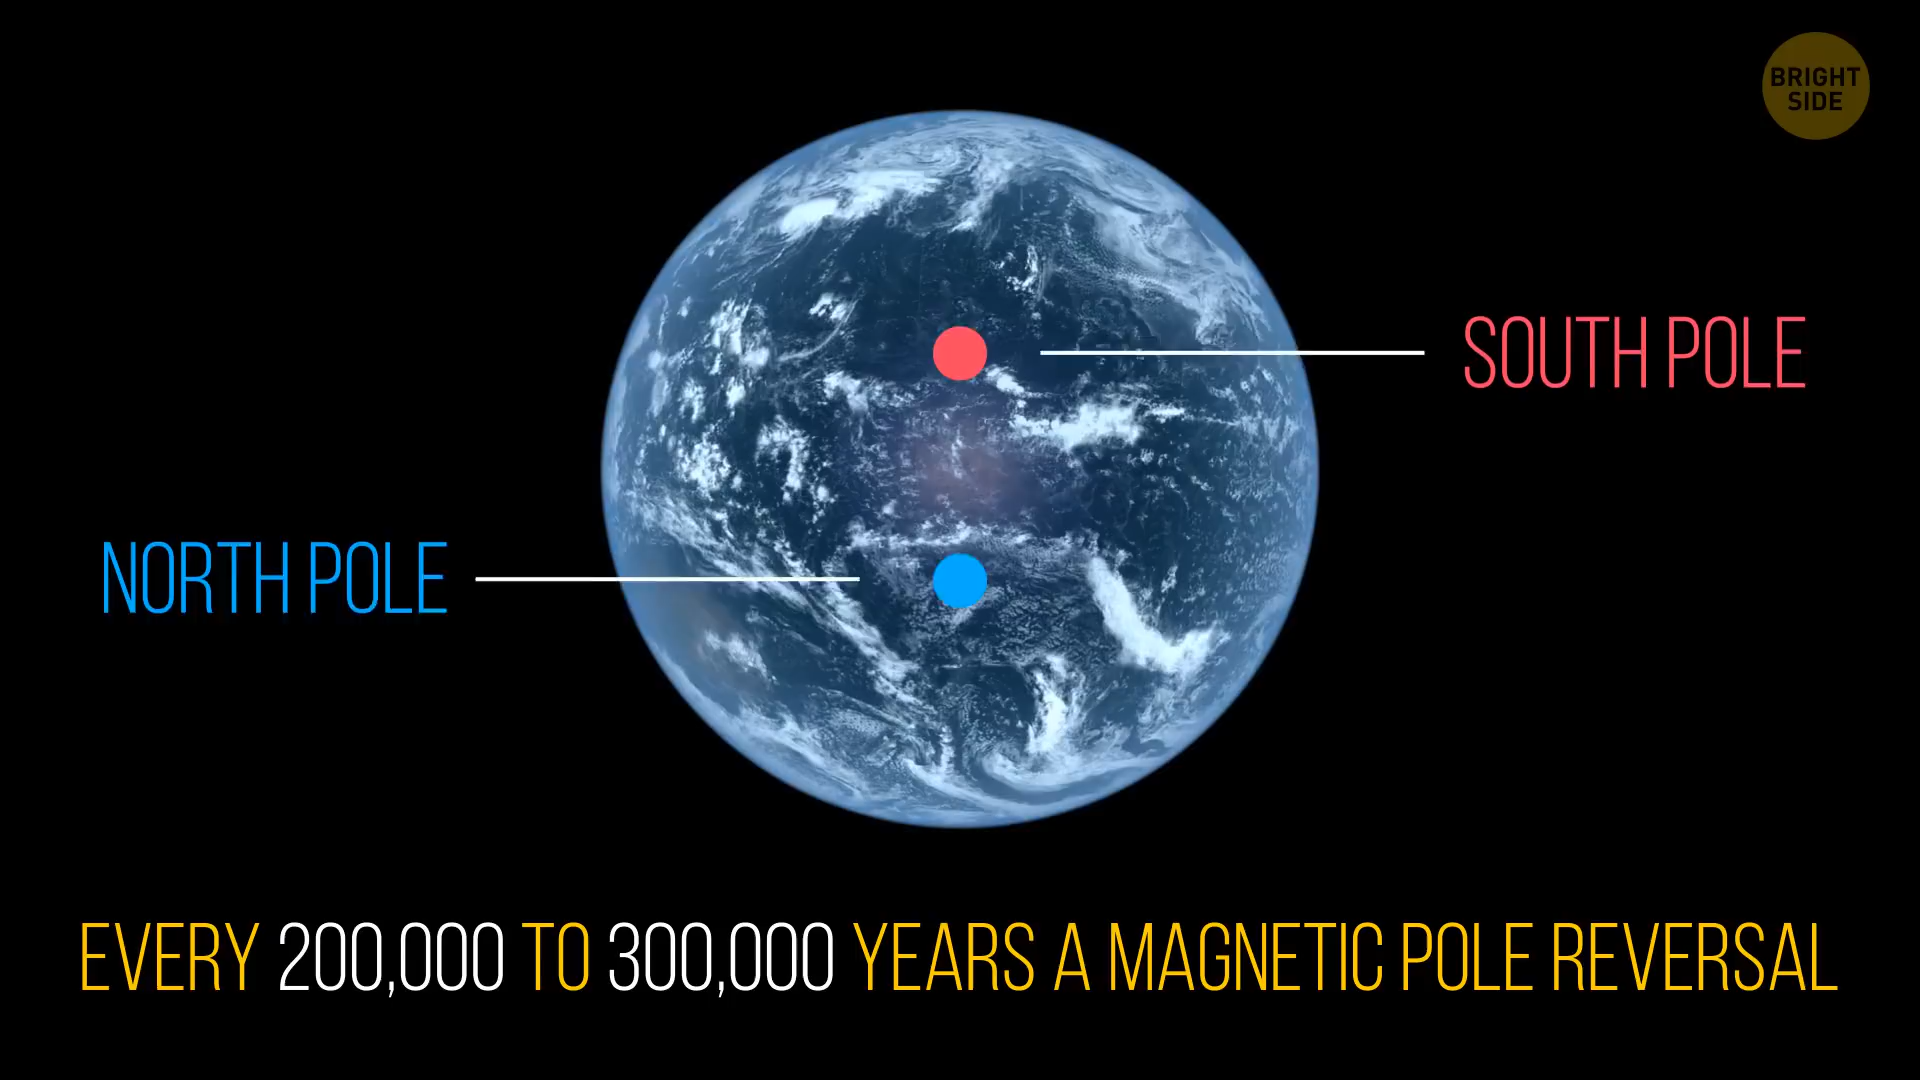 BRIGHT
SIDE
SOUTH POLE
NORTH POLE
EVERY 200,000 TO 300,000 YEARS A MAGNETIC POLE REVERSAL